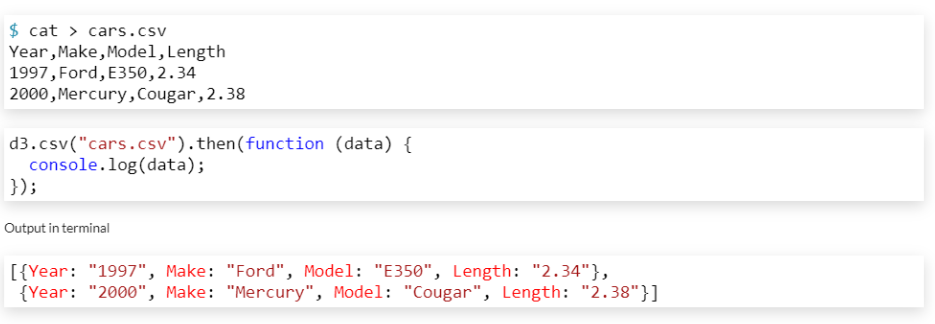 $ cat > cars.csv
Year,Make,Model,Length
1997,Ford,E350,2.34
2000,Mercury,Cougar,2.38
d3.csv("cars.csv").then(function (data) {
  console.log(data);
});
Output in terminal
[{Year: "1997", Make: "Ford", Model: "E350", Length: "2.34"},
 {Year: "2000", Make: "Mercury", Model: "Cougar", Length: "2.38"}]